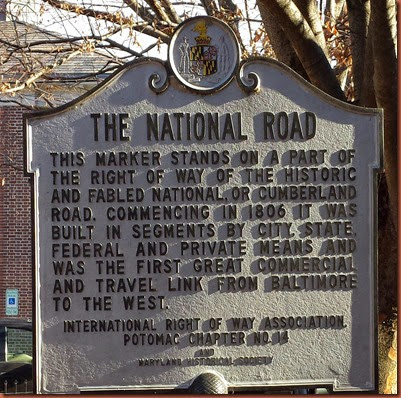 THE NATIONAL ROAD
THIS MARKER STANDS ON A PART OF
THE RIGHT OF WAY OF THE HISTORIC
AND FABLED NATIONAL, OR CUMBERLAND
ROAD. COMMENCING IN 1806 IT WAS
BUILT IN SEGMENTS BY CITY, STATE,
FEDERAL AND PRIVATE MEANS AND
WAS THE FIRST GREAT COMMERCIAL
AND TRAVEL LINK FROM BALTIMORE
TO THE WEST.
INTERNATIONAL RIGHT OF WAY ASSOCIATION,
POTOMAC CHAPTER NO. 14
AND
MARYLAND HISTORICAL SOCIETY